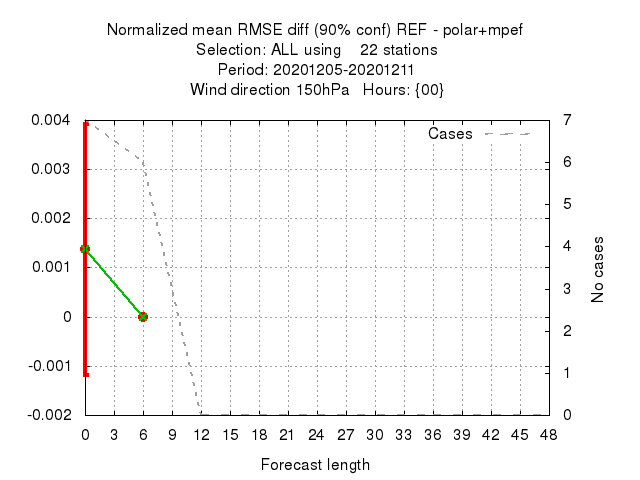 Normalized mean RMSE diff (90% conf) REF - polar+mpef
Selection: ALL using 22 stations
Period: 20201205-20201211
Wind direction 150hPa Hours: {00}
Cases
0.004
0.003
0.002
0.001
0
-0.001
-0.002
7
6
5
4
3
2
1
0
No cases
0 3 6 9 12 15 18 21 24 27 30 33 36 39 42 45 48
Forecast length